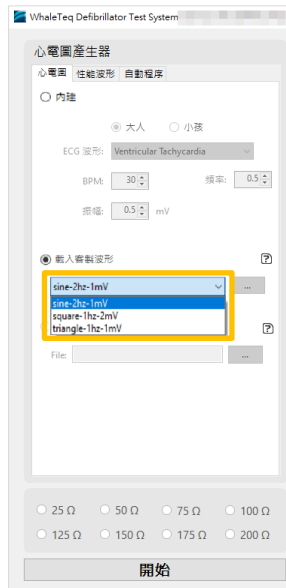 WhaleTeq Defibrillator Test System
心電圖產生器
心電圖 性能波形 自動程序
內建
大人 小孩
ECG 波形: Ventricular Tachycardia
BPM: 30 頻率: 0.5
振幅: 0.5 mV
載入客製波形 ?
sine-2hz-1mV ...
sine-2hz-1mV
square-1hz-2mV
triangle-1hz-1mV
?
File: ...
25 Ω 50 Ω 75 Ω 100 Ω
125 Ω 150 Ω 175 Ω 200 Ω
開始